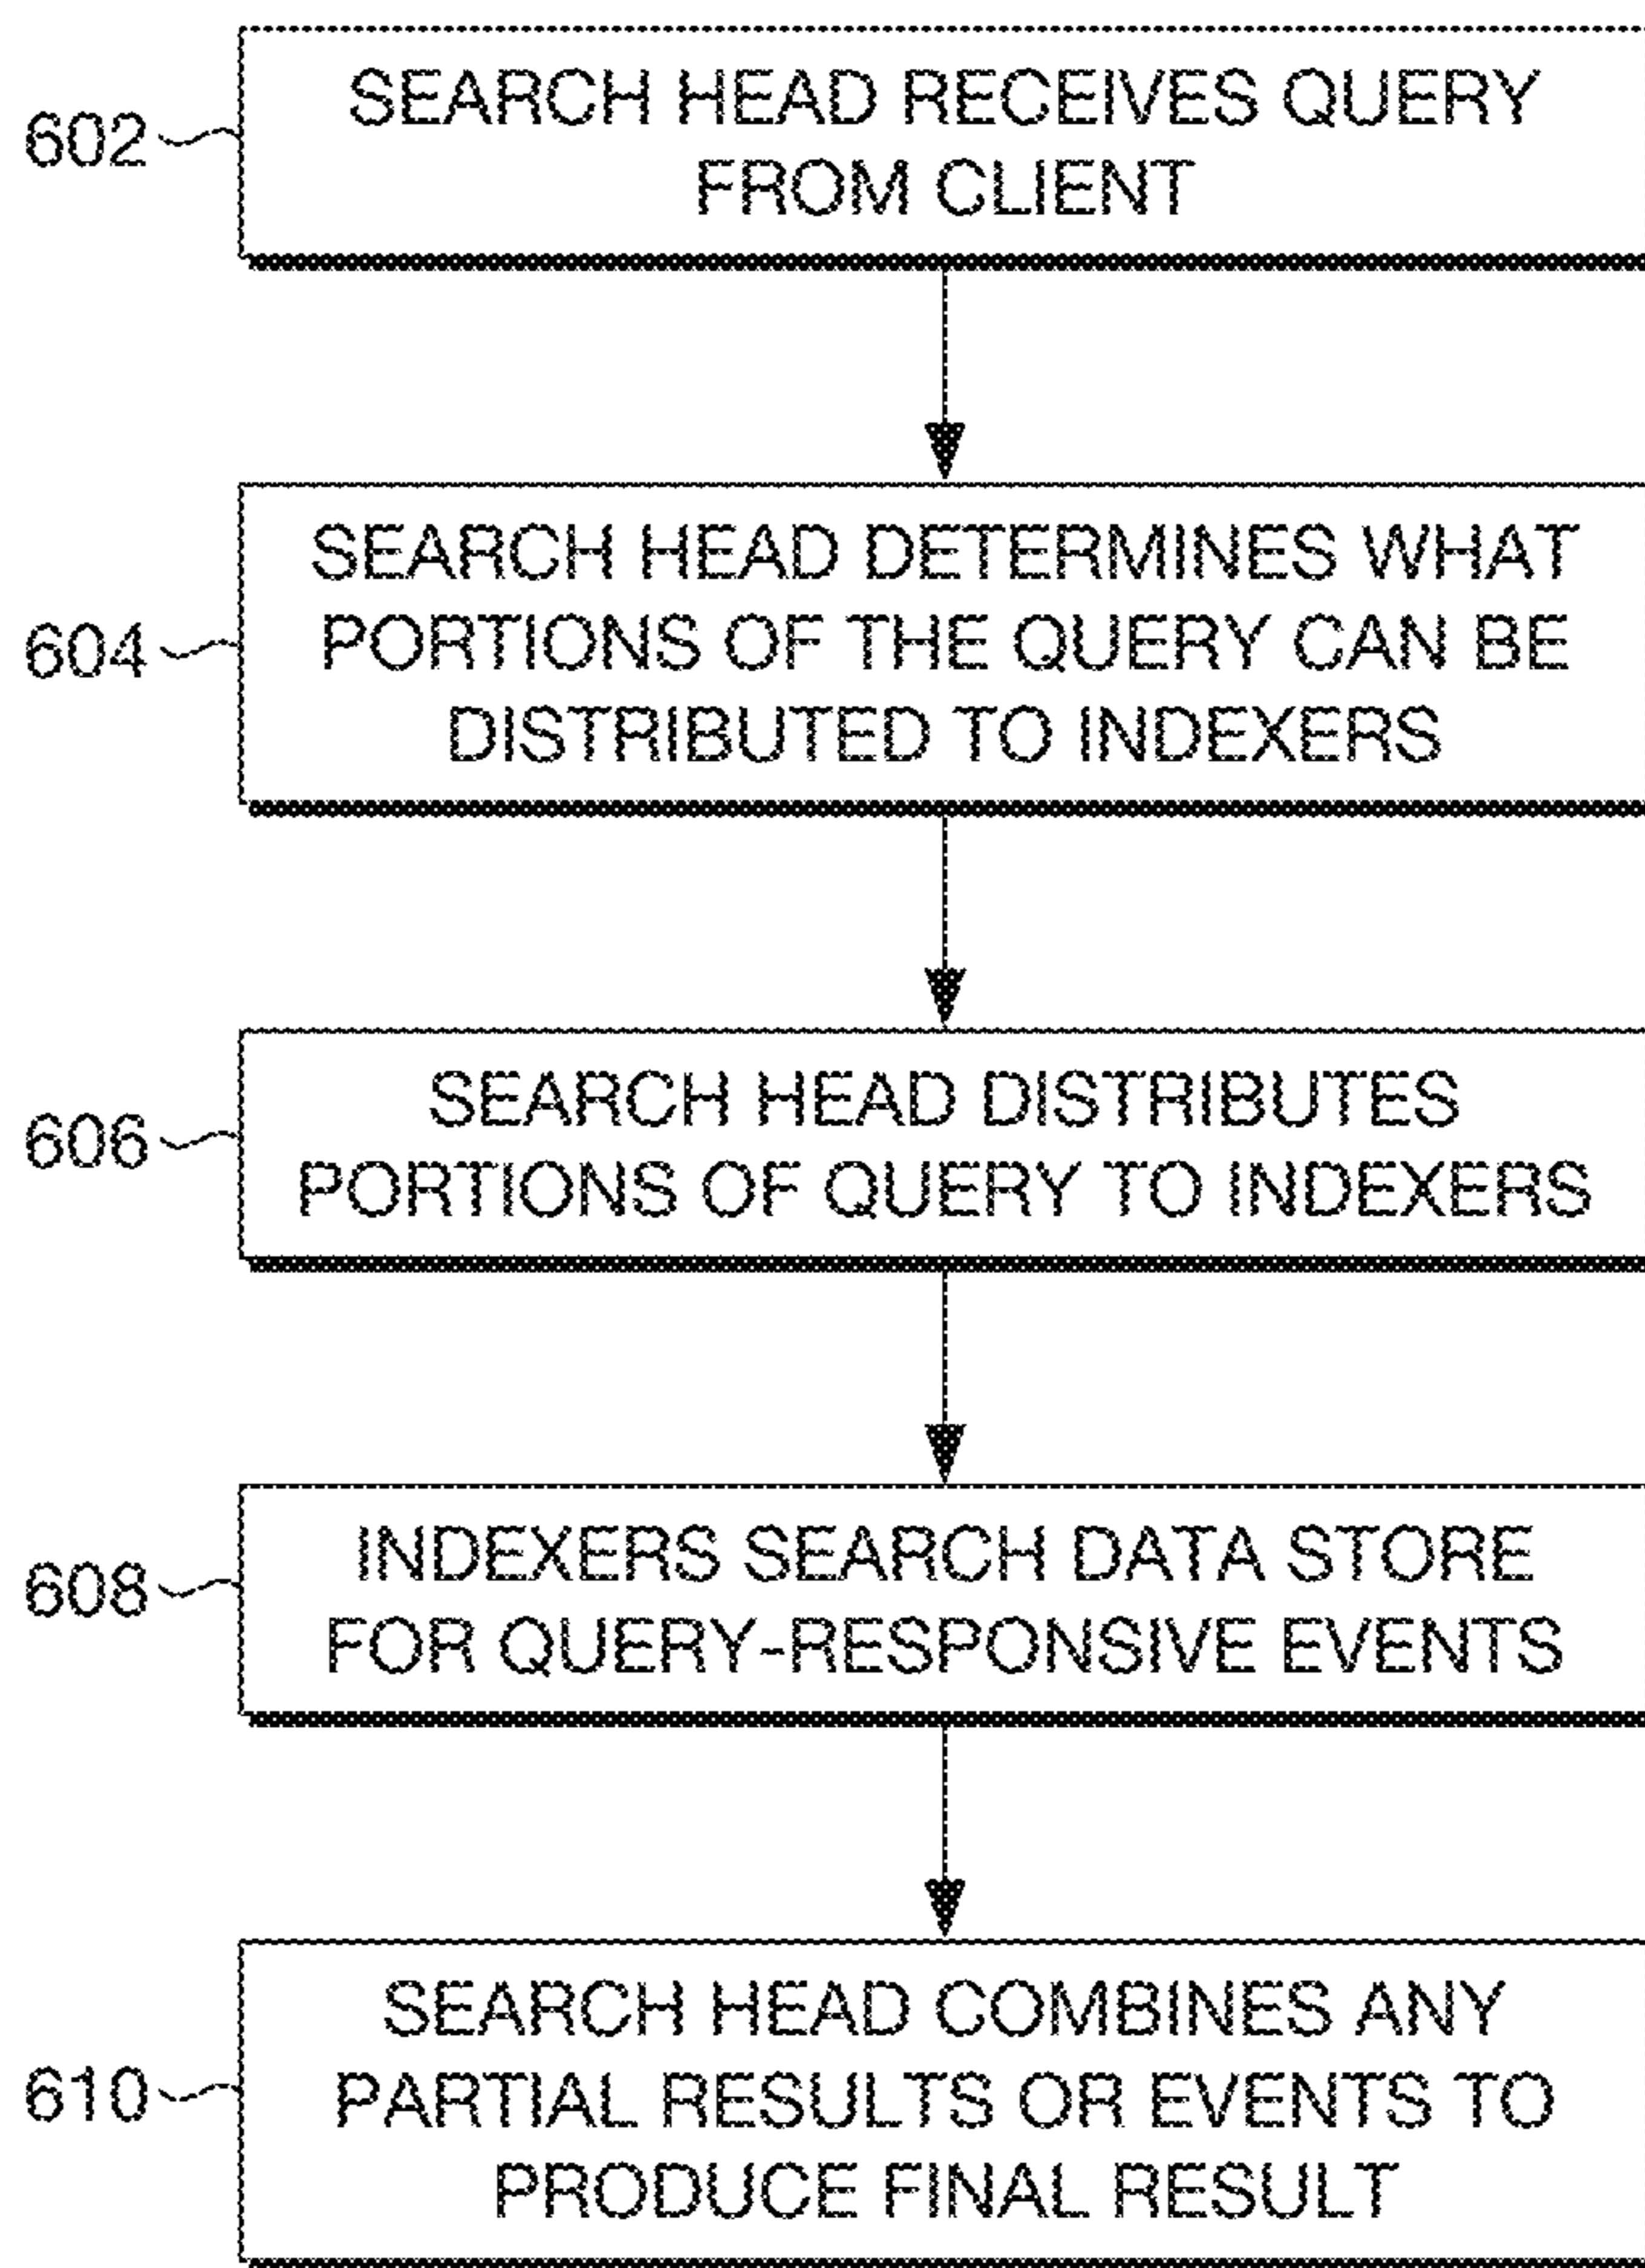 602
SEARCH HEAD RECEIVES QUERY
FROM CLIENT
604
SEARCH HEAD DETERMINES WHAT
PORTIONS OF THE QUERY CAN BE
DISTRIBUTED TO INDEXERS
606
SEARCH HEAD DISTRIBUTES
PORTIONS OF QUERY TO INDEXERS
608
INDEXERS SEARCH DATA STORE
FOR QUERY-RESPONSIVE EVENTS
610
SEARCH HEAD COMBINES ANY
PARTIAL RESULTS OR EVENTS TO
PRODUCE FINAL RESULT